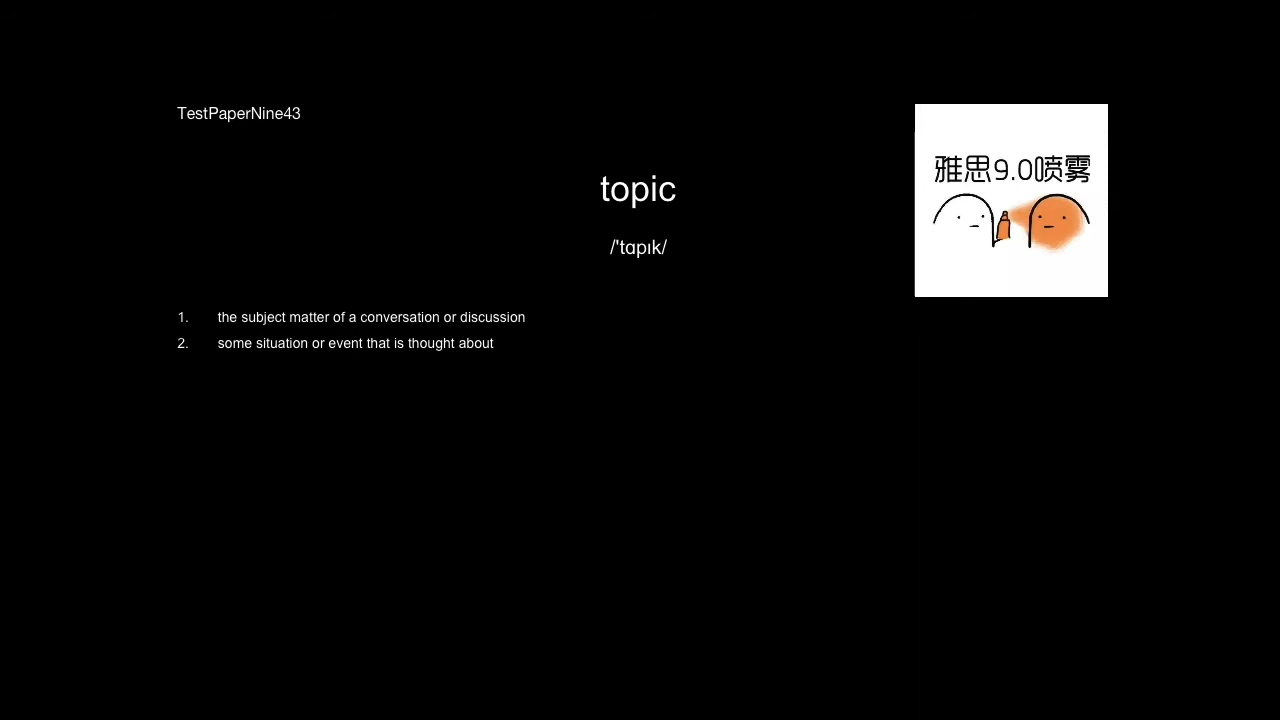 TestPaperNine43
雅思9.0喷雾
topic
/'tɑpɪk/
1. the subject matter of a conversation or discussion
2. some situation or event that is thought about